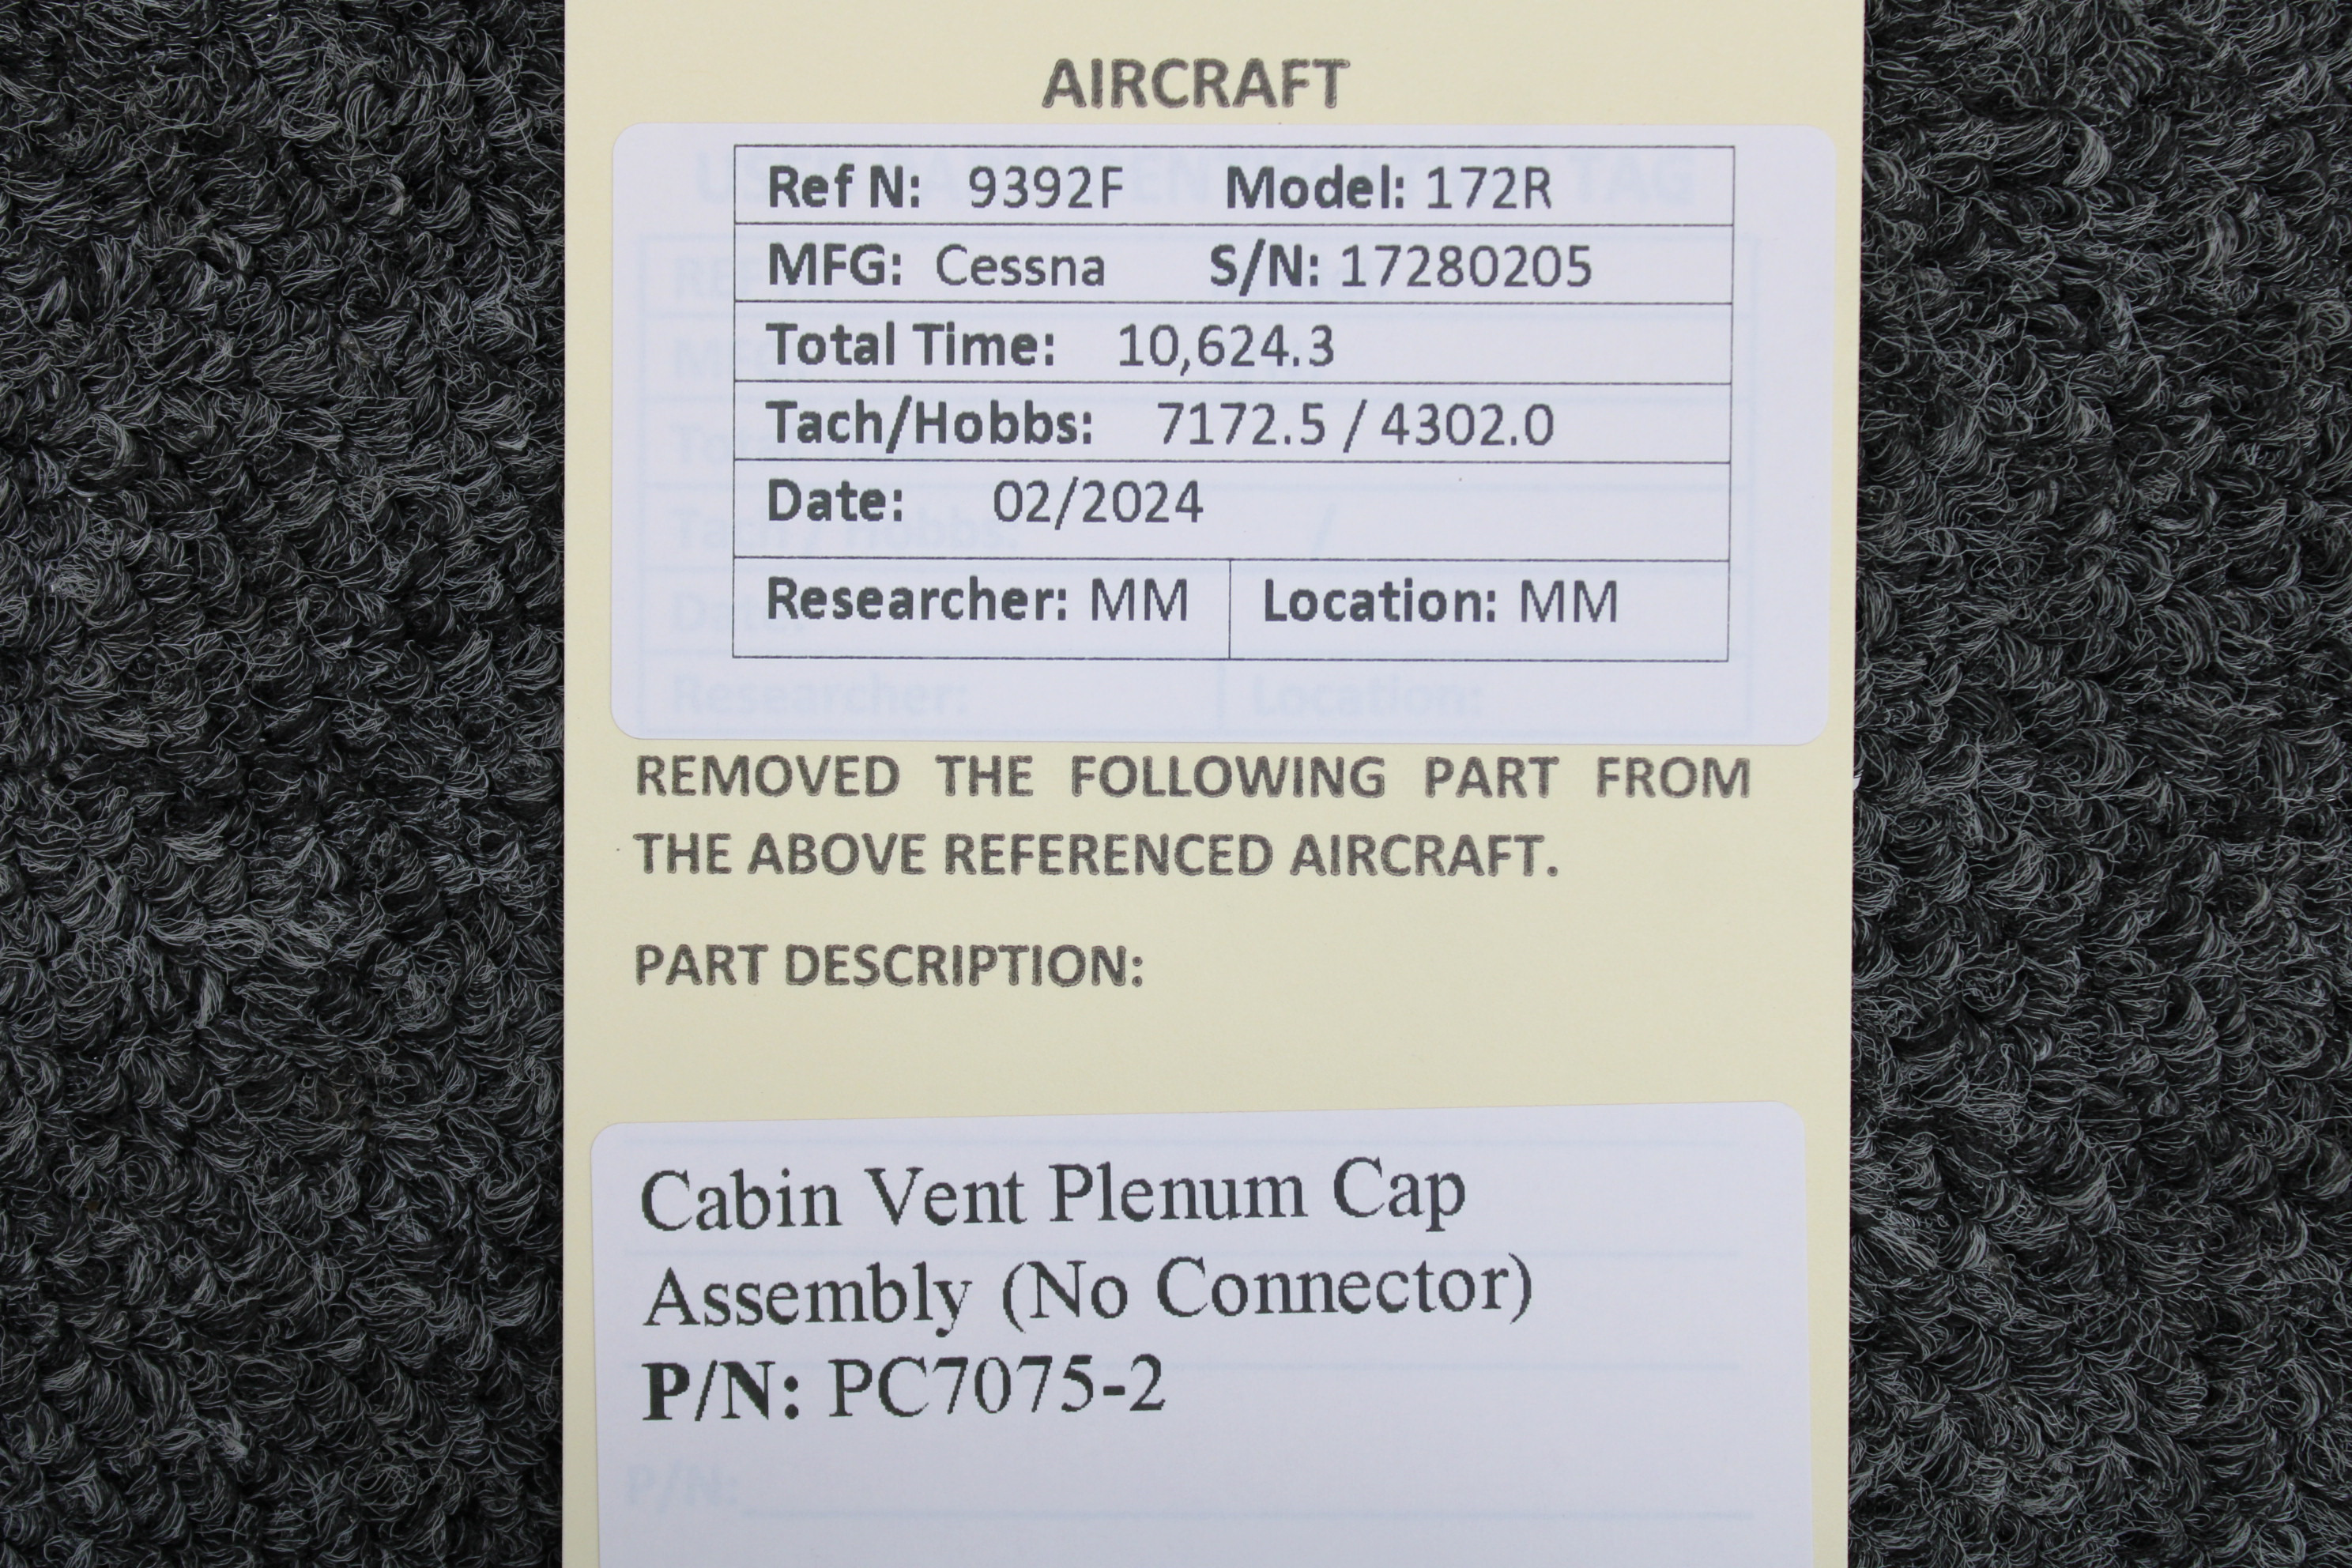 AIRCRAFT
Ref N: 9392F Model: 172R
MFG: Cessna S/N: 17280205
Total Time: 10,624.3
Tach/Hobbs: 7172.5 / 4302.0
Date: 02/2024
Researcher: MM Location: MM
REMOVED THE FOLLOWING PART FROM
THE ABOVE REFERENCED AIRCRAFT.
PART DESCRIPTION:
Cabin Vent Plenum Cap
Assembly (No Connector)
P/N: PC7075-2
P/N: